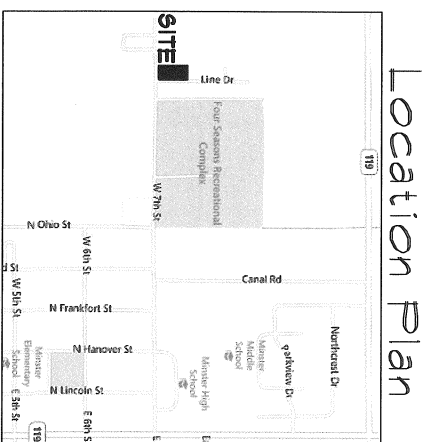 Location Plan
SITE
Line Dr
119
Four Seasons Recreational
Complex
W 7th St
N Ohio St
W 6th St
d St
W 5th St
Canal Rd
N Frankfort St
Northcrest Dr
Parkview Dr
Minster
Middle
School
N Hanover St
Minster High
School
Minster
Elementary
School
N Lincoln St
E 5th St
E 6th S
119
E